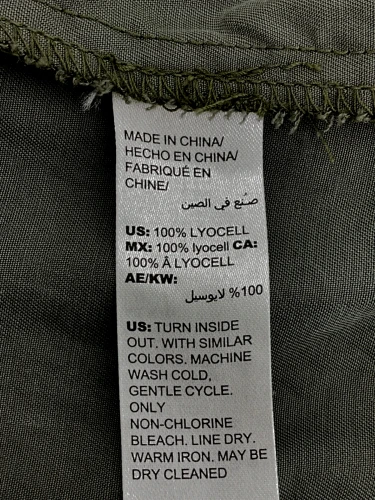 MADE IN CHINA/
HECHO EN CHINA/
FABRIQUÉ EN
CHINE/
صُنع في الصين
US: 100% LYOCELL
MX: 100% lyocell CA:
100% Â LYOCELL
AE/KW:
100% لايوسيل
US: TURN INSIDE
OUT. WITH SIMILAR
COLORS. MACHINE
WASH COLD,
GENTLE CYCLE.
ONLY
NON-CHLORINE
BLEACH. LINE DRY.
WARM IRON. MAY BE
DRY CLEANED